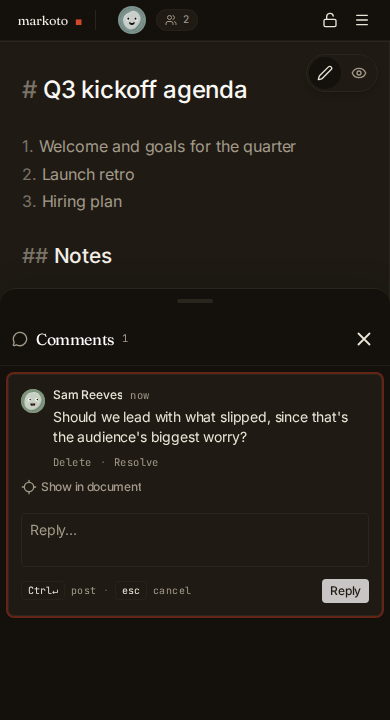 markoto
2
# Q3 kickoff agenda
1. Welcome and goals for the quarter
2. Launch retro
3. Hiring plan
## Notes
Comments 1
Sam Reeves now
Should we lead with what slipped, since that's
the audience's biggest worry?
Delete · Resolve
Show in document
Reply...
Ctrl↵ post · esc cancel
Reply